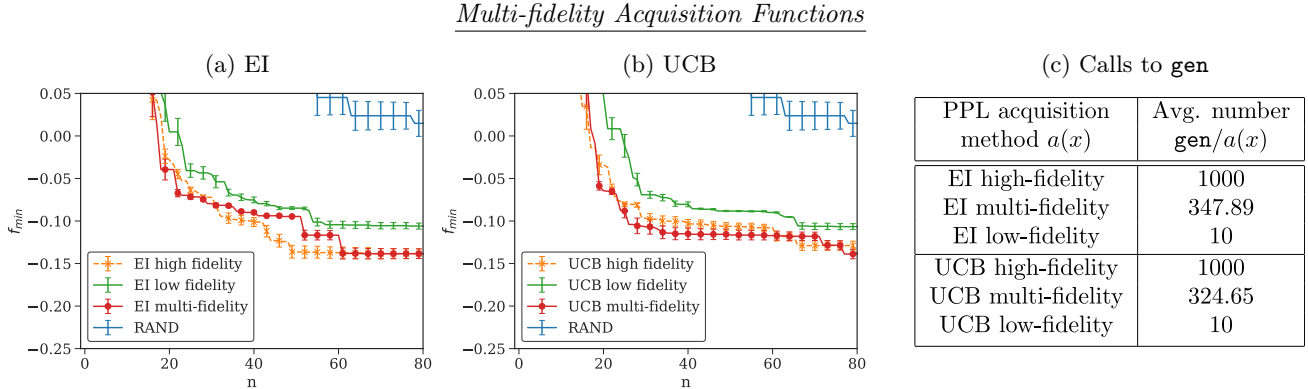 Multi-fidelity Acquisition Functions
(a) EI
0.05
0.00
−0.05
−0.10
−0.15
−0.20
−0.25
f_min
0
20
40
60
80
n
EI high fidelity
EI low fidelity
EI multi-fidelity
RAND
(b) UCB
0.05
0.00
−0.05
−0.10
−0.15
−0.20
−0.25
f_min
0
20
40
60
80
n
UCB high fidelity
UCB low fidelity
UCB multi-fidelity
RAND
(c) Calls to gen
PPL acquisition Avg. number
method a(x) gen/a(x)
EI high-fidelity 1000
EI multi-fidelity 347.89
EI low-fidelity 10
UCB high-fidelity 1000
UCB multi-fidelity 324.65
UCB low-fidelity 10